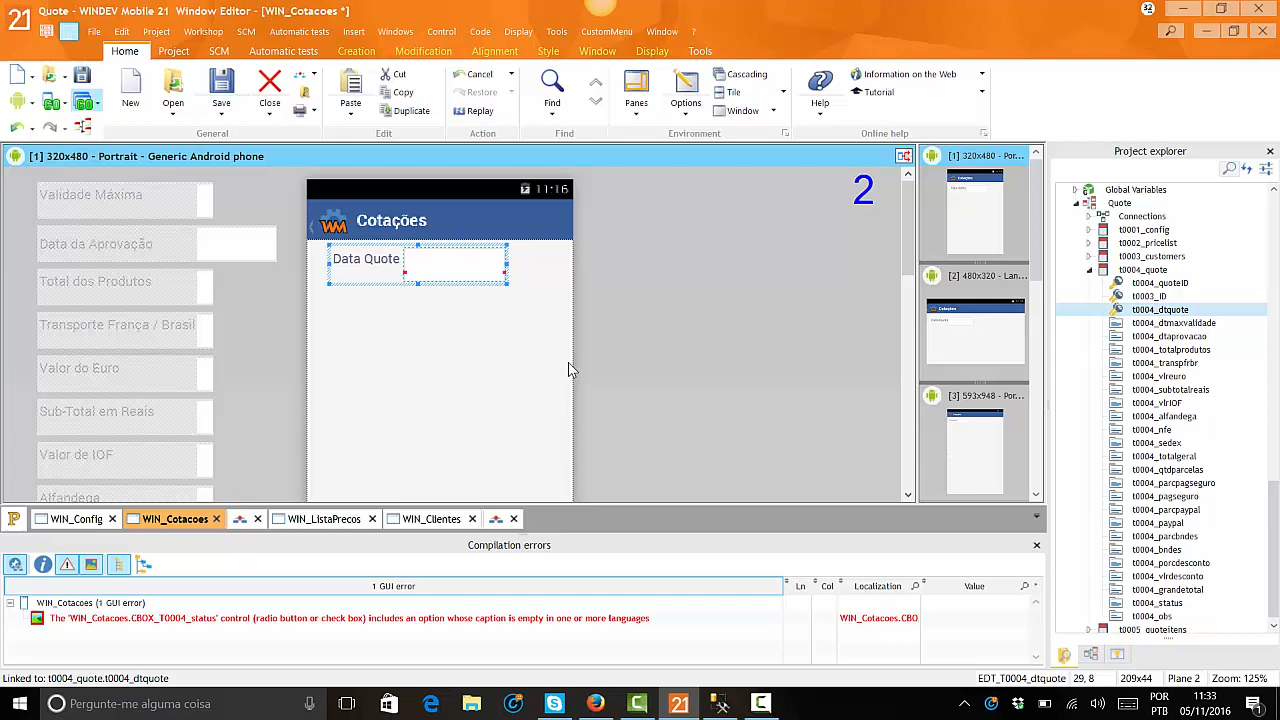 21 Quote - WINDEV Mobile 21 Window Editor - [WIN_Cotacoes *] 32
File Edit Project Workshop SCM Automatic tests Insert Windows Control Code Display Tools CustomMenu Window ?
Home Project SCM Automatic tests Creation Modification Alignment Style Window Display Tools
New Open Save Close Paste Cut Copy Duplicate Cancel Restore Replay Find Panes Options Cascading Tile Window Help Information on the Web Tutorial
General Edit Action Find Environment Online help
[1] 320x480 - Portrait - Generic Android phone
[1] 320x480 - Por...
Project explorer
2
Validade Máxima
11:16
Data da Aprovação
Cotações
Data Quote
Total dos Produtos
Transporte França / Brasil
Valor do Euro
Sub-Total em Reais
Valor de IOF
Alfandega
[2] 480x320 - Lan...
[3] 593x948 - Por...
Global Variables
Quote
Connections
t0001_config
t0002_pricelist
t0003_customers
t0004_quote
t0004_quoteID
t0003_ID
t0004_dtquote
t0004_dtmaxvalidade
t0004_dtaprovacao
t0004_totalprodutos
t0004_transpfrbr
t0004_vlreuro
t0004_subtotalreais
t0004_vlrIOF
t0004_alfandega
t0004_nfe
t0004_sedex
t0004_totalgeral
t0004_qtdparcelas
t0004_parcpagseguro
t0004_pagseguro
t0004_parcpaypal
t0004_paypal
t0004_parcbndes
t0004_bndes
t0004_porcdesconto
t0004_vlrdesconto
t0004_grandetotal
t0004_status
t0004_obs
t0005_quoteitens
WIN_Config WIN_Cotacoes WIN_ListaPrecos WIN_Clientes
Compilation errors
1 GUI error Ln Col Localization Value
WIN_Cotacoes (1 GUI error)
The 'WIN_Cotacoes.CBOX_T0004_status' control (radio button or check box) includes an option whose caption is empty in one or more languages WIN_Cotacoes.CBO
Linked to: t0004_quote.t0004_dtquote EDT_T0004_dtquote 29, 8 209x44 Plane 2 Zoom: 125%
Pergunte-me alguma coisa
POR 11:33
PTB 05/11/2016